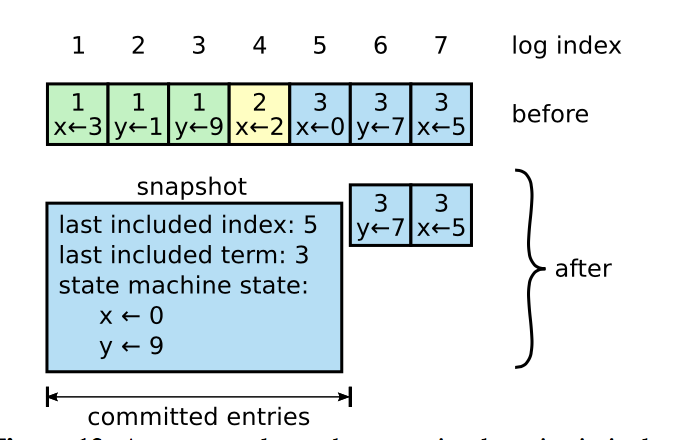 1 2 3 4 5 6 7 log index
1 1 1 2 3 3 3
x←3 y←1 y←9 x←2 x←0 y←7 x←5
before
snapshot
3 3
y←7 x←5
last included index: 5
last included term: 3
state machine state:
x ← 0
y ← 9
after
committed entries